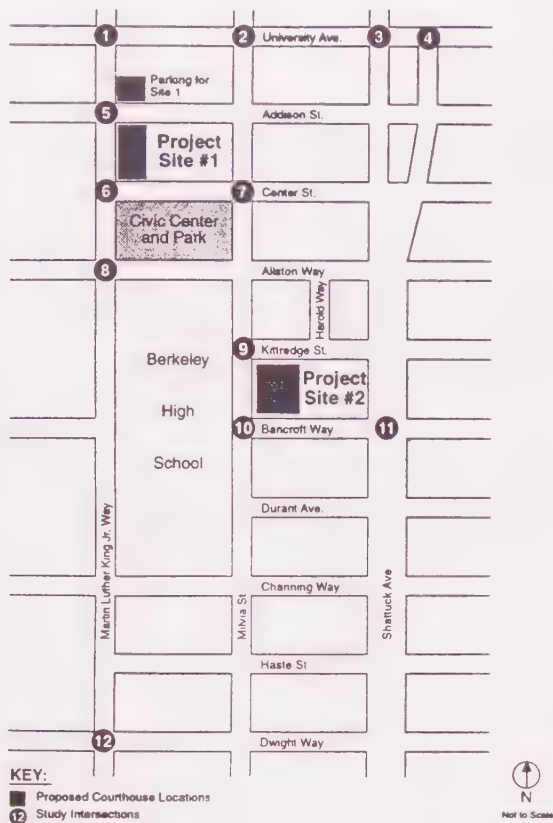 1
2
3
4
University Ave.
Parking for
Site 1
5
Addison St.
Project
Site #1
6
7
Center St.
Civic Center
and Park
8
Allston Way
Harold Way
9
Kittredge St.
Berkeley
High
School
Project
Site #2
10
Bancroft Way
11
Durant Ave.
Martin Luther King Jr. Way
Milvia St
Shattuck Ave
Channing Way
Haste St
12
Dwight Way
KEY:
Proposed Courthouse Locations
12 Study Intersections
N
Not to Scale